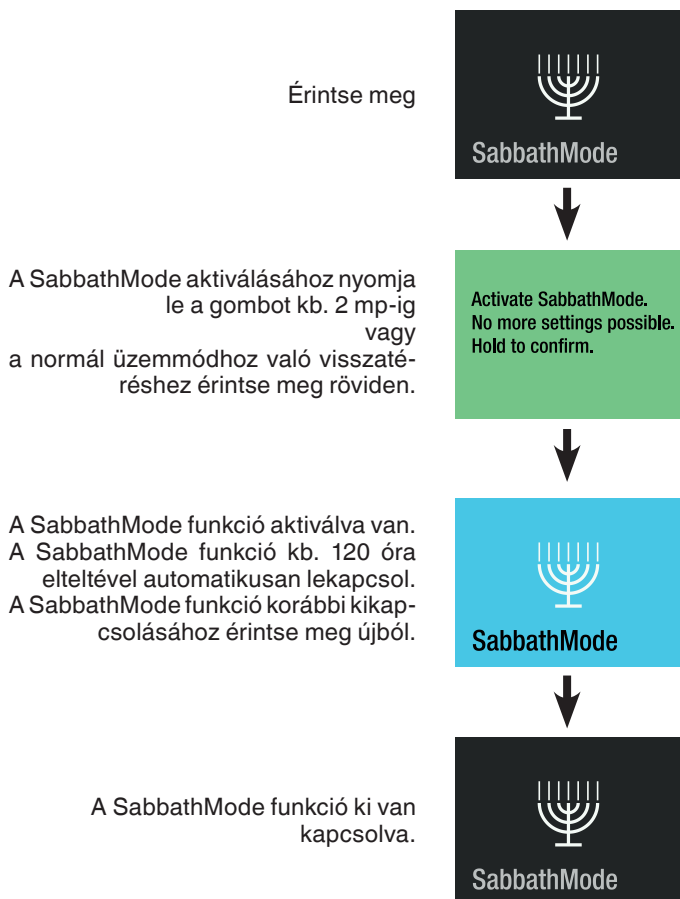 Érintse meg
SabbathMode
A SabbathMode aktiválásához nyomja
le a gombot kb. 2 mp-ig
vagy
a normál üzemmódhoz való visszaté-
réshez érintse meg röviden.
Activate SabbathMode.
No more settings possible.
Hold to confirm.
A SabbathMode funkció aktiválva van.
A SabbathMode funkció kb. 120 óra
elteltével automatikusan lekapcsol.
A SabbathMode funkció korábbi kikap-
csolásához érintse meg újból.
SabbathMode
A SabbathMode funkció ki van
kapcsolva.
SabbathMode